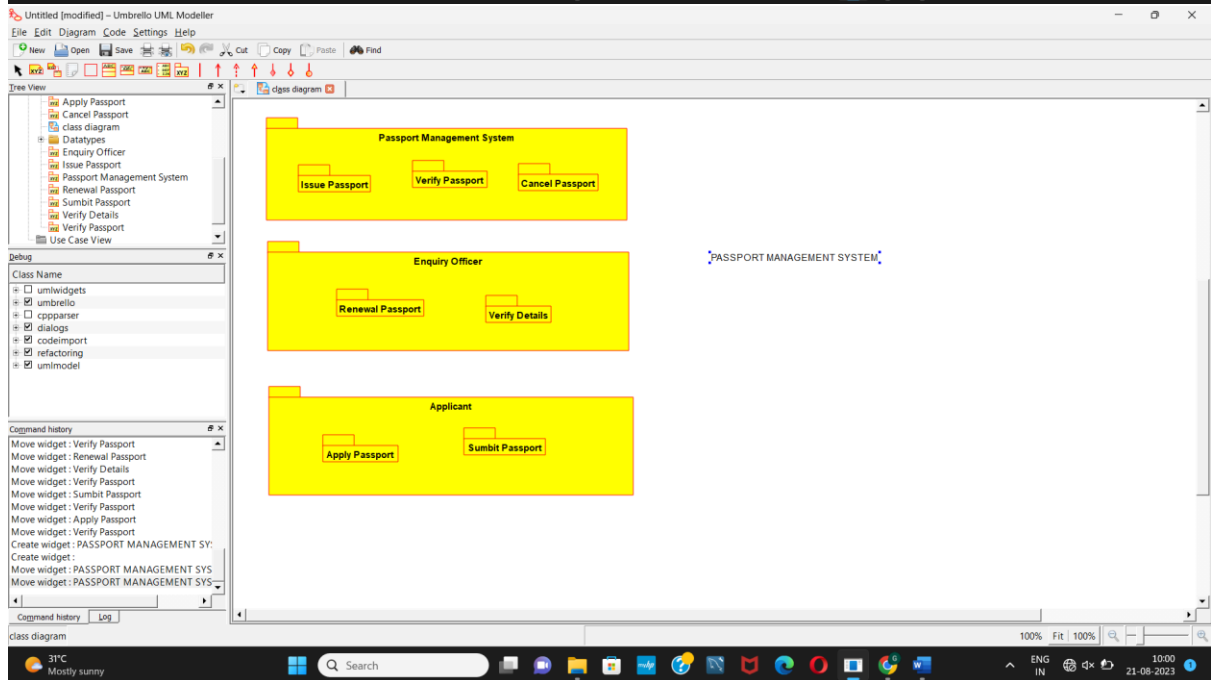 Untitled [modified] – Umbrello UML Modeller
File Edit Diagram Code Settings Help
New Open Save Cut Copy Paste Find
Tree View
class diagram
Apply Passport
Cancel Passport
class diagram
Datatypes
Enquiry Officer
Issue Passport
Passport Management System
Renewal Passport
Sumbit Passport
Verify Details
Verify Passport
Use Case View
Debug
Class Name
umlwidgets
umbrello
cppparser
dialogs
codeimport
refactoring
umlmodel
Command history
Move widget : Verify Passport
Move widget : Renewal Passport
Move widget : Verify Details
Move widget : Verify Passport
Move widget : Sumbit Passport
Move widget : Verify Passport
Move widget : Apply Passport
Move widget : Verify Passport
Create widget : PASSPORT MANAGEMENT SY
Create widget :
Move widget : PASSPORT MANAGEMENT SYS
Move widget : PASSPORT MANAGEMENT SYS
Command history Log
Passport Management System
Issue Passport
Verify Passport
Cancel Passport
Enquiry Officer
Renewal Passport
Verify Details
Applicant
Apply Passport
Sumbit Passport
PASSPORT MANAGEMENT SYSTEM
class diagram
100% Fit 100%
31°C
Mostly sunny
Search
ENG
IN
10:00
21-08-2023
1